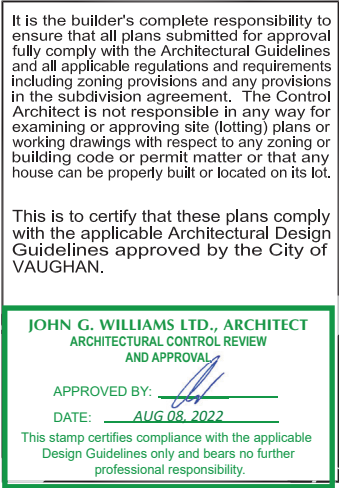 It is the builder's complete responsibility to
ensure that all plans submitted for approval
fully comply with the Architectural Guidelines
and all applicable regulations and requirements
including zoning provisions and any provisions
in the subdivision agreement. The Control
Architect is not responsible in any way for
examining or approving site (lotting) plans or
working drawings with respect to any zoning or
building code or permit matter or that any
house can be properly built or located on its lot.
This is to certify that these plans comply
with the applicable Architectural Design
Guidelines approved by the City of
VAUGHAN.
JOHN G. WILLIAMS LTD., ARCHITECT
ARCHITECTURAL CONTROL REVIEW
AND APPROVAL
APPROVED BY:
DATE: AUG 08, 2022
This stamp certifies compliance with the applicable
Design Guidelines only and bears no further
professional responsibility.